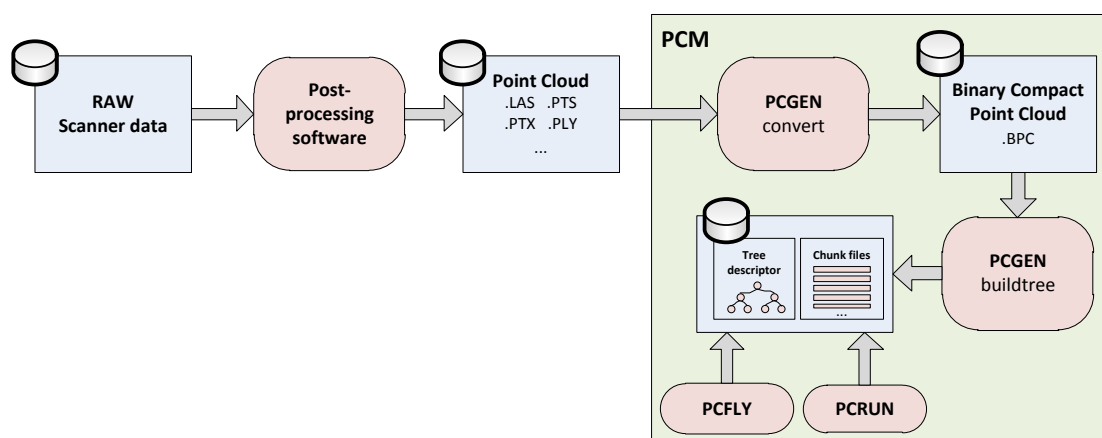 PCM
RAW
Scanner data
Post-
processing
software
Point Cloud
.LAS .PTS
.PTX .PLY
...
PCGEN
convert
Binary Compact
Point Cloud
.BPC
PCGEN
buildtree
Tree
descriptor
Chunk files
...
PCFLY
PCRUN